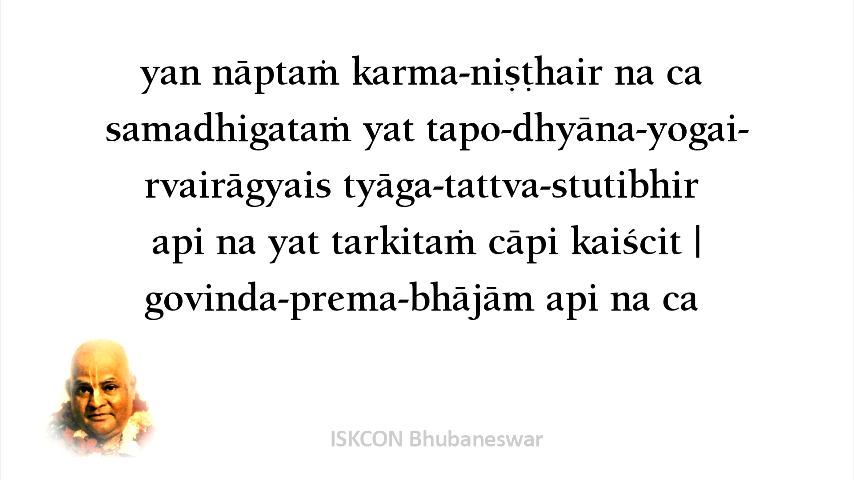 yan nāptaṁ karma-niṣṭhair na ca
samadhigataṁ yat tapo-dhyāna-yogai-
rvairāgyais tyāga-tattva-stutibhir
api na yat tarkitaṁ cāpi kaiścit |
govinda-prema-bhājām api na ca
ISKCON Bhubaneswar